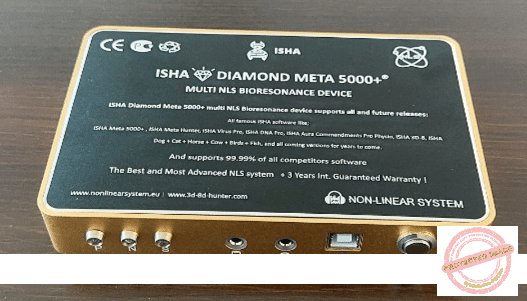 CE
ISHA
ISHA DIAMOND META 5000+®
MULTI NLS BIORESONANCE DEVICE
ISHA Diamond Meta 5000+ multi NLS Bioresonance device supports all and future releases:
All famous ISHA software like,
ISHA Meta 5000+, ISHA Meta Hunter, ISHA Virus Pro, ISHA DNA Pro, ISHA Aura Commandments Pro Physio, ISHA VD-8, ISHA
Dog + Cat + Horse + Cow + Birds + Fish, and all coming versions for years to come.
And supports 99.99% of all competitors software
The Best and Most Advanced NLS system + 3 Years Int. Guaranteed Warranty !
www.nonlinearsystem.eu | www.3d-8d-hunter.com
NON-LINEAR SYSTEM